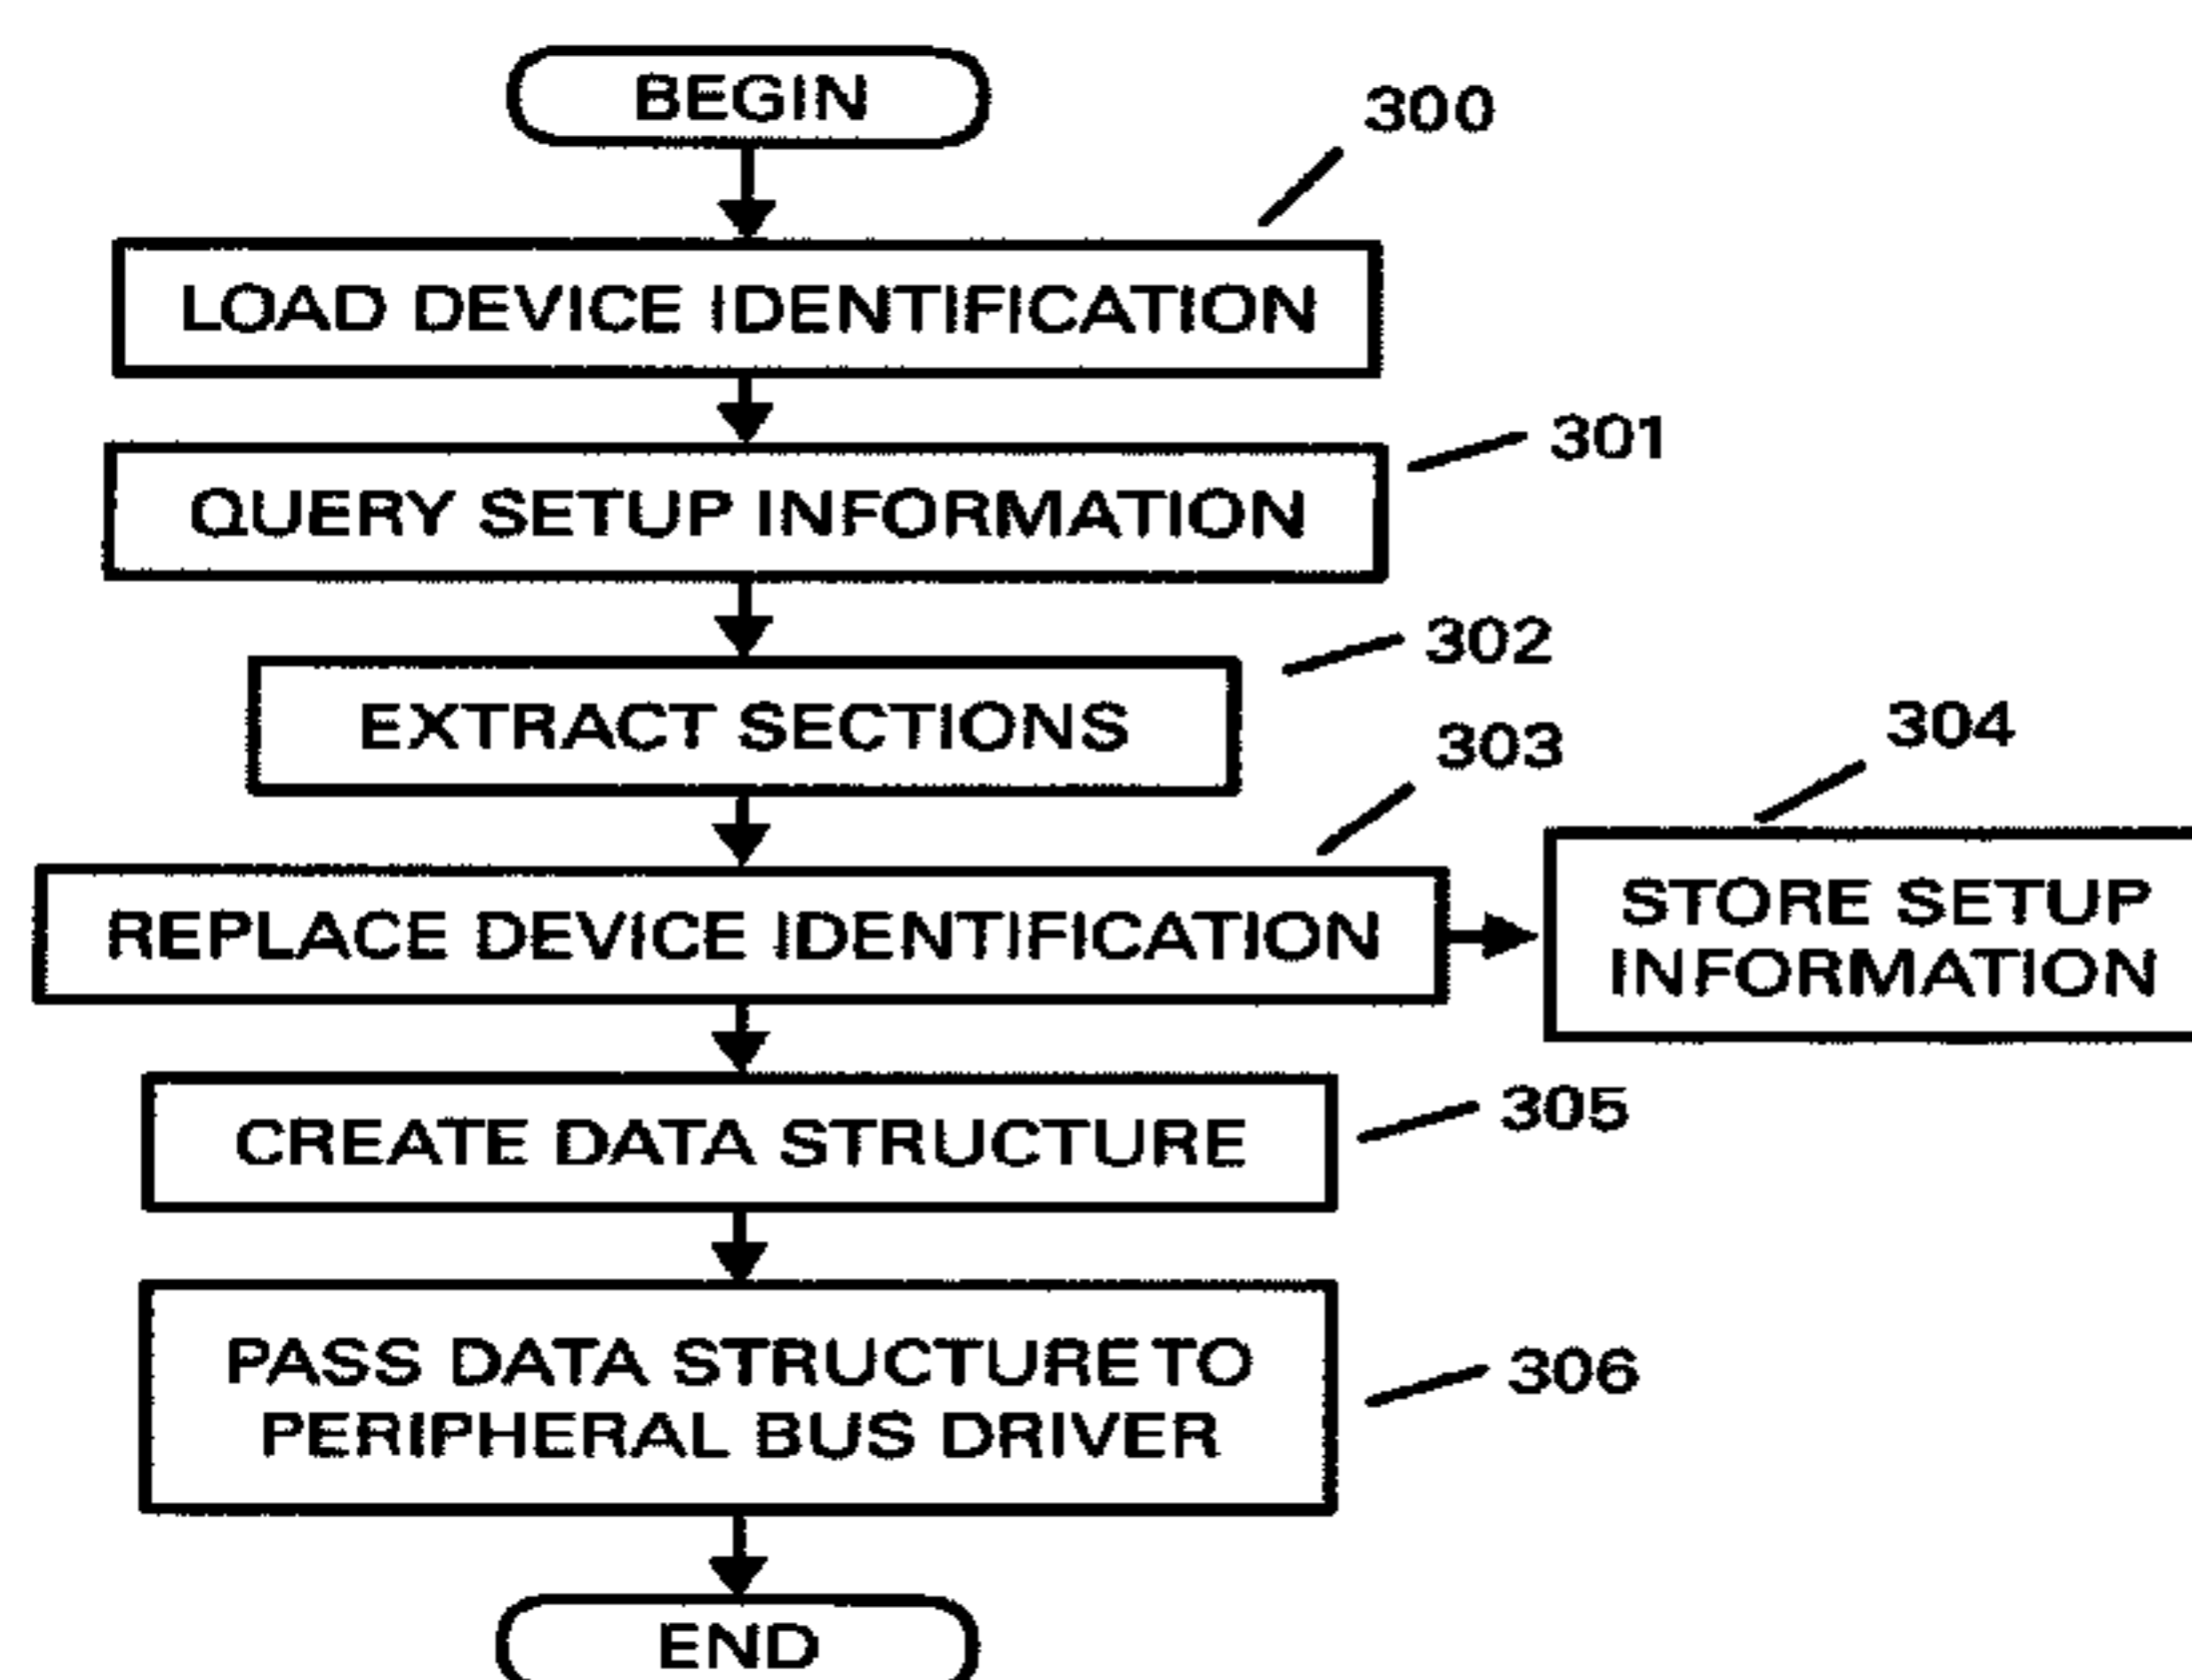 BEGIN
300
LOAD DEVICE IDENTIFICATION
301
QUERY SETUP INFORMATION
302
EXTRACT SECTIONS
303
304
REPLACE DEVICE IDENTIFICATION
STORE SETUP
INFORMATION
305
CREATE DATA STRUCTURE
306
PASS DATA STRUCTURE TO
PERIPHERAL BUS DRIVER
END